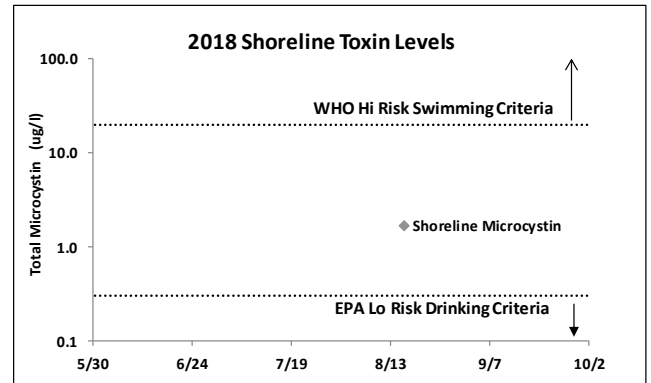 2018 Shoreline Toxin Levels
Total Microcystin (ug/l)
100.0
WHO Hi Risk Swimming Criteria
10.0
Shoreline Microcystin
1.0
EPA Lo Risk Drinking Criteria
0.1
5/30 6/24 7/19 8/13 9/7 10/2